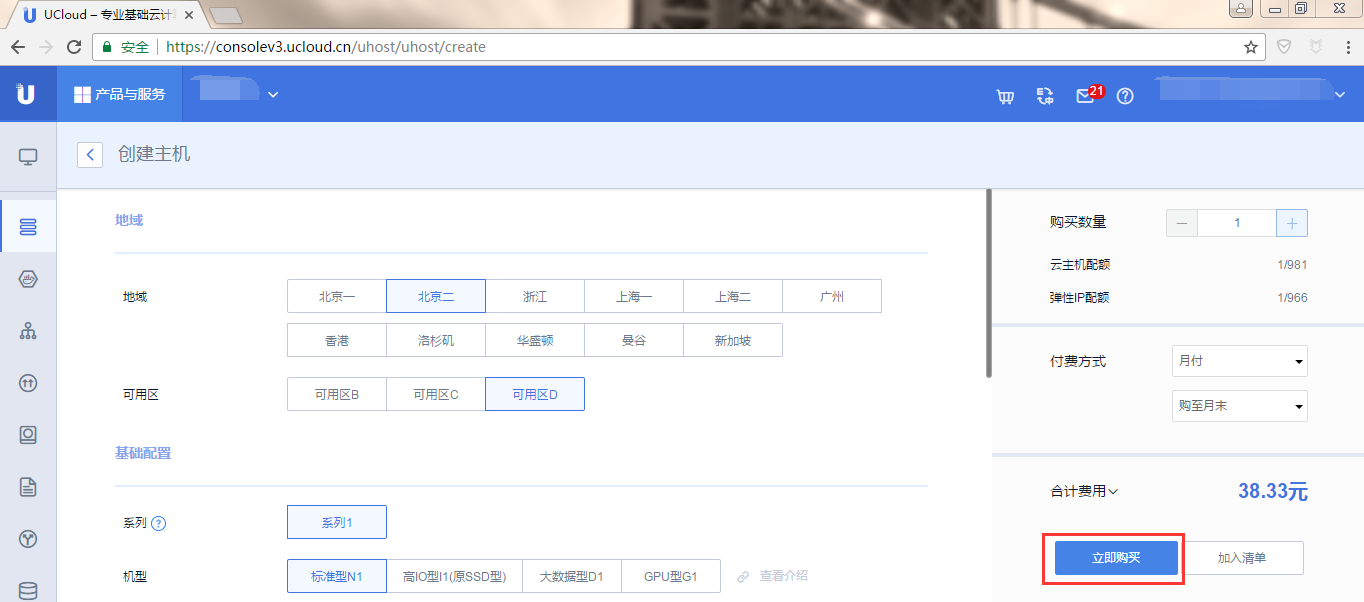 UCloud – 专业基础云计
安全 https://consolev3.ucloud.cn/uhost/uhost/create
产品与服务 21
创建主机
地域
地域 北京一 北京二 浙江 上海一 上海二 广州
香港 洛杉矶 华盛顿 曼谷 新加坡
可用区 可用区B 可用区C 可用区D
基础配置
系列 ? 系列1
机型 标准型N1 高IO型I1(原SSD型) 大数据型D1 GPU型G1 查看介绍
购买数量 1
云主机配额 1/981
弹性IP配额 1/966
付费方式 月付
购至月末
合计费用 38.33元
立即购买 加入清单